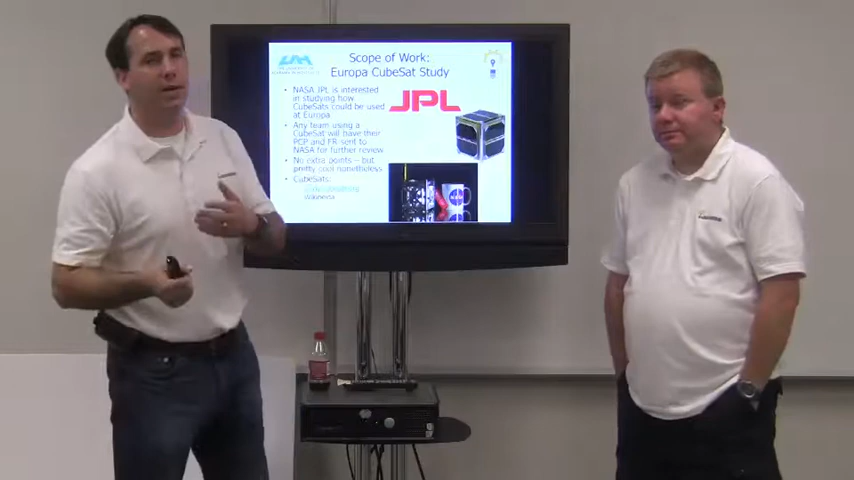 Scope of Work:
Europa CubeSat Study
• NASA JPL is interested
in studying how
CubeSats could be used
at Europa
• Any team using a
CubeSat will have their
PCP and FR sent to
NASA for further review
• No extra points – but
pretty cool nonetheless
• CubeSats:
Wikipedia
JPL
UAH